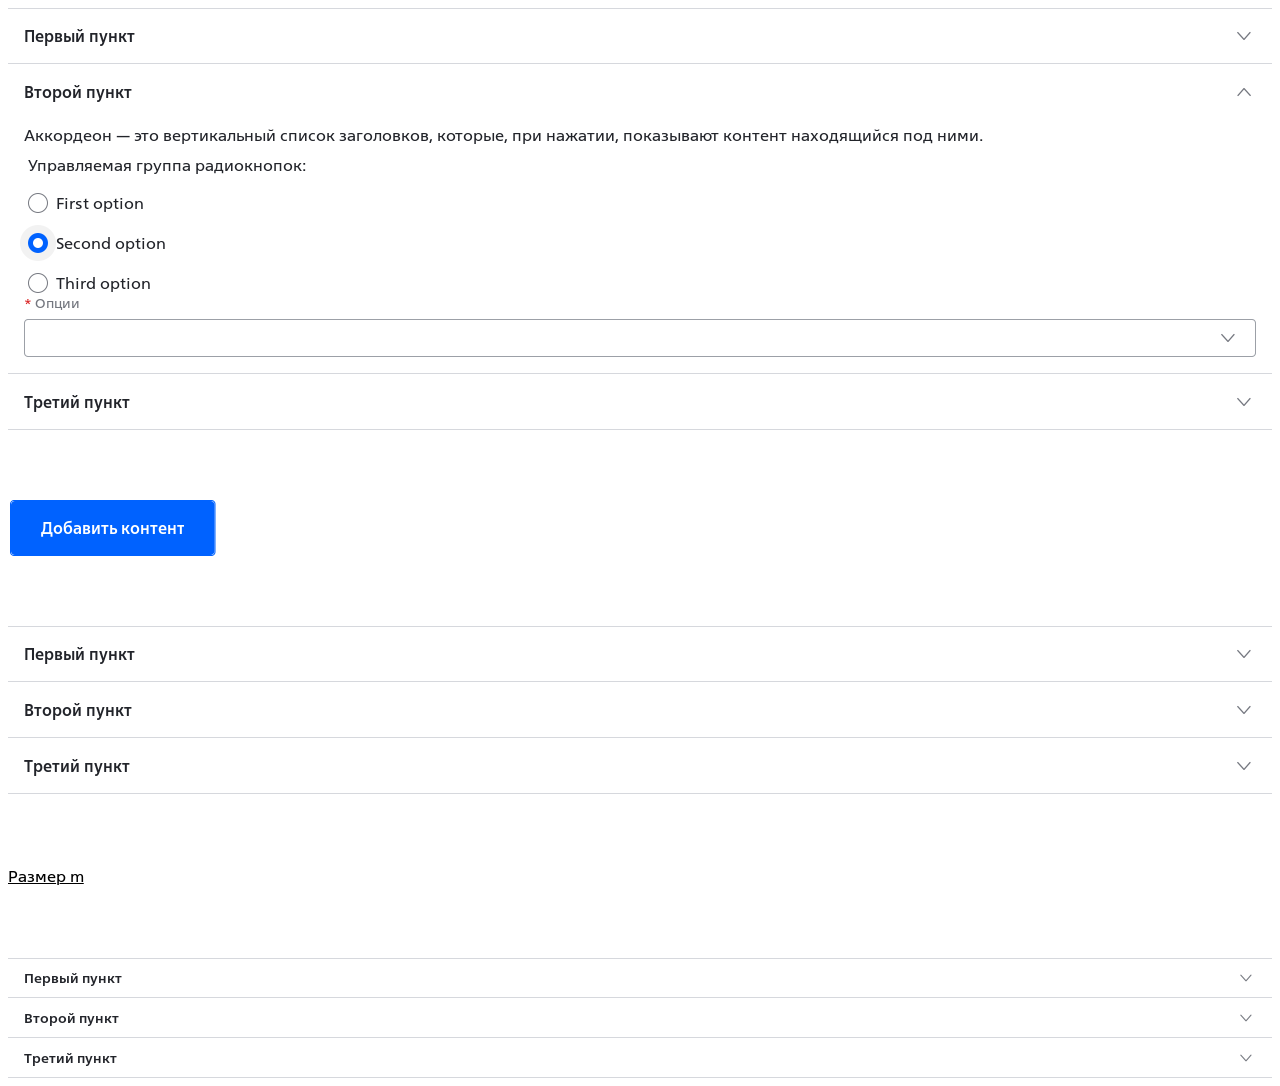 Первый пункт
Второй пункт
Аккордеон — это вертикальный список заголовков, которые, при нажатии, показывают контент находящийся под ними.
Управляемая группа радиокнопок:
First option
Second option
Third option
* Опции
Третий пункт
Добавить контент
Первый пункт
Второй пункт
Третий пункт
Размер m
Первый пункт
Второй пункт
Третий пункт